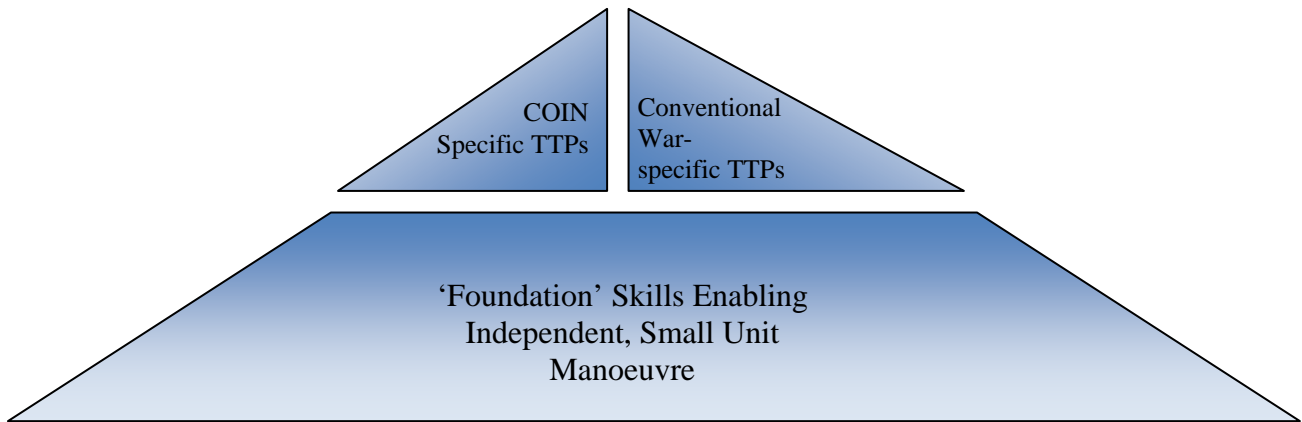 COIN
Specific TTPs
Conventional
War-
specific TTPs
‘Foundation’ Skills Enabling
Independent, Small Unit
Manoeuvre